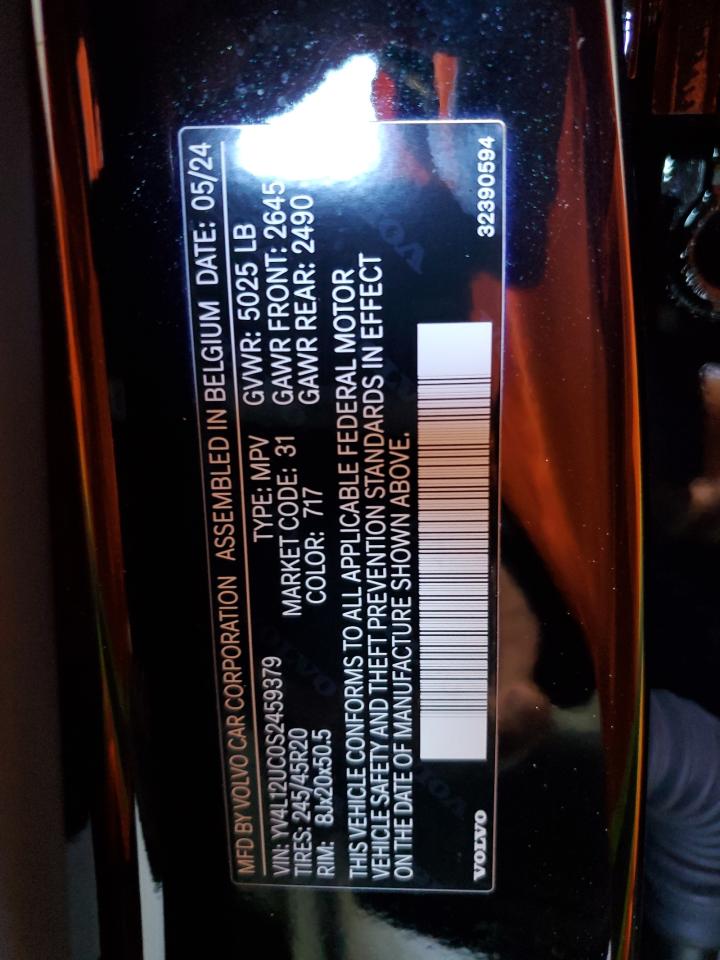 MFD BY VOLVO CAR CORPORATION ASSEMBLED IN BELGIUM DATE: 05/24
VIN: YV4L12UC0S2459379 TYPE: MPV GVWR: 5025 LB
TIRES: 245/45R20 MARKET CODE: 31 GAWR FRONT: 2645
RIM: 8Jx20x50.5 COLOR: 717 GAWR REAR: 2490
THIS VEHICLE CONFORMS TO ALL APPLICABLE FEDERAL MOTOR
VEHICLE SAFETY AND THEFT PREVENTION STANDARDS IN EFFECT
ON THE DATE OF MANUFACTURE SHOWN ABOVE.
VOLVO 32390594